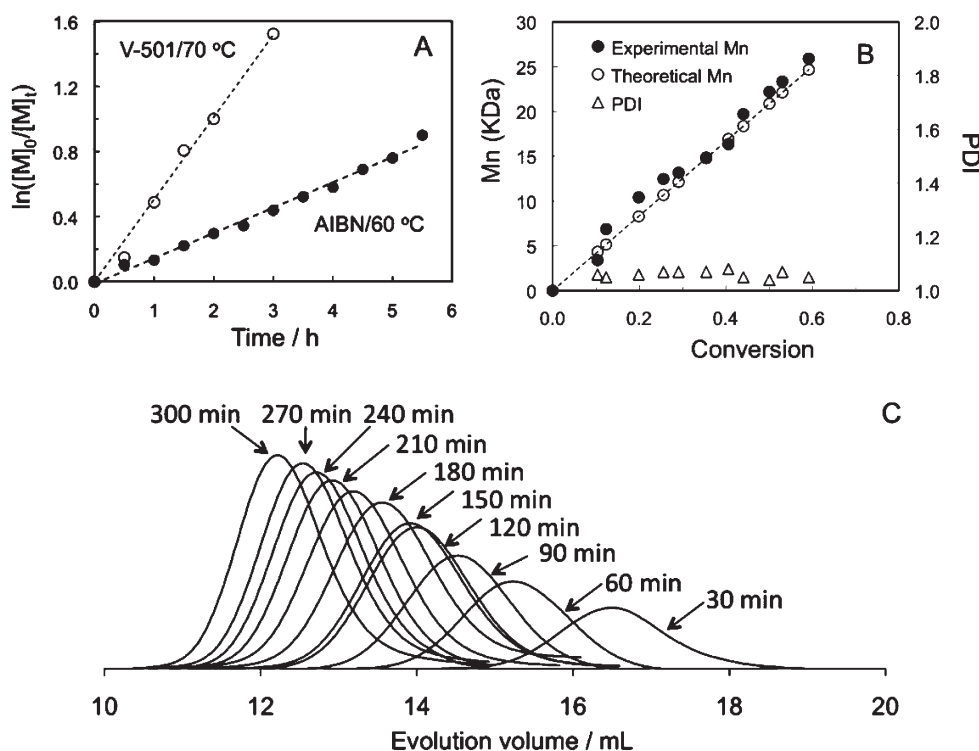 A
V-501/70 °C
AIBN/60 °C
ln([M]0/[M]t)
1.6
1.2
0.8
0.4
0.0
0 1 2 3 4 5 6
Time / h
B
Experimental Mn
Theoretical Mn
PDI
Mn (KDa)
30
25
20
15
10
5
0
2.0
1.8
1.6
1.4
1.2
1.0
PDI
0.0 0.2 0.4 0.6 0.8
Conversion
C
300 min
270 min
240 min
210 min
180 min
150 min
120 min
90 min
60 min
30 min
10 12 14 16 18 20
Evolution volume / mL